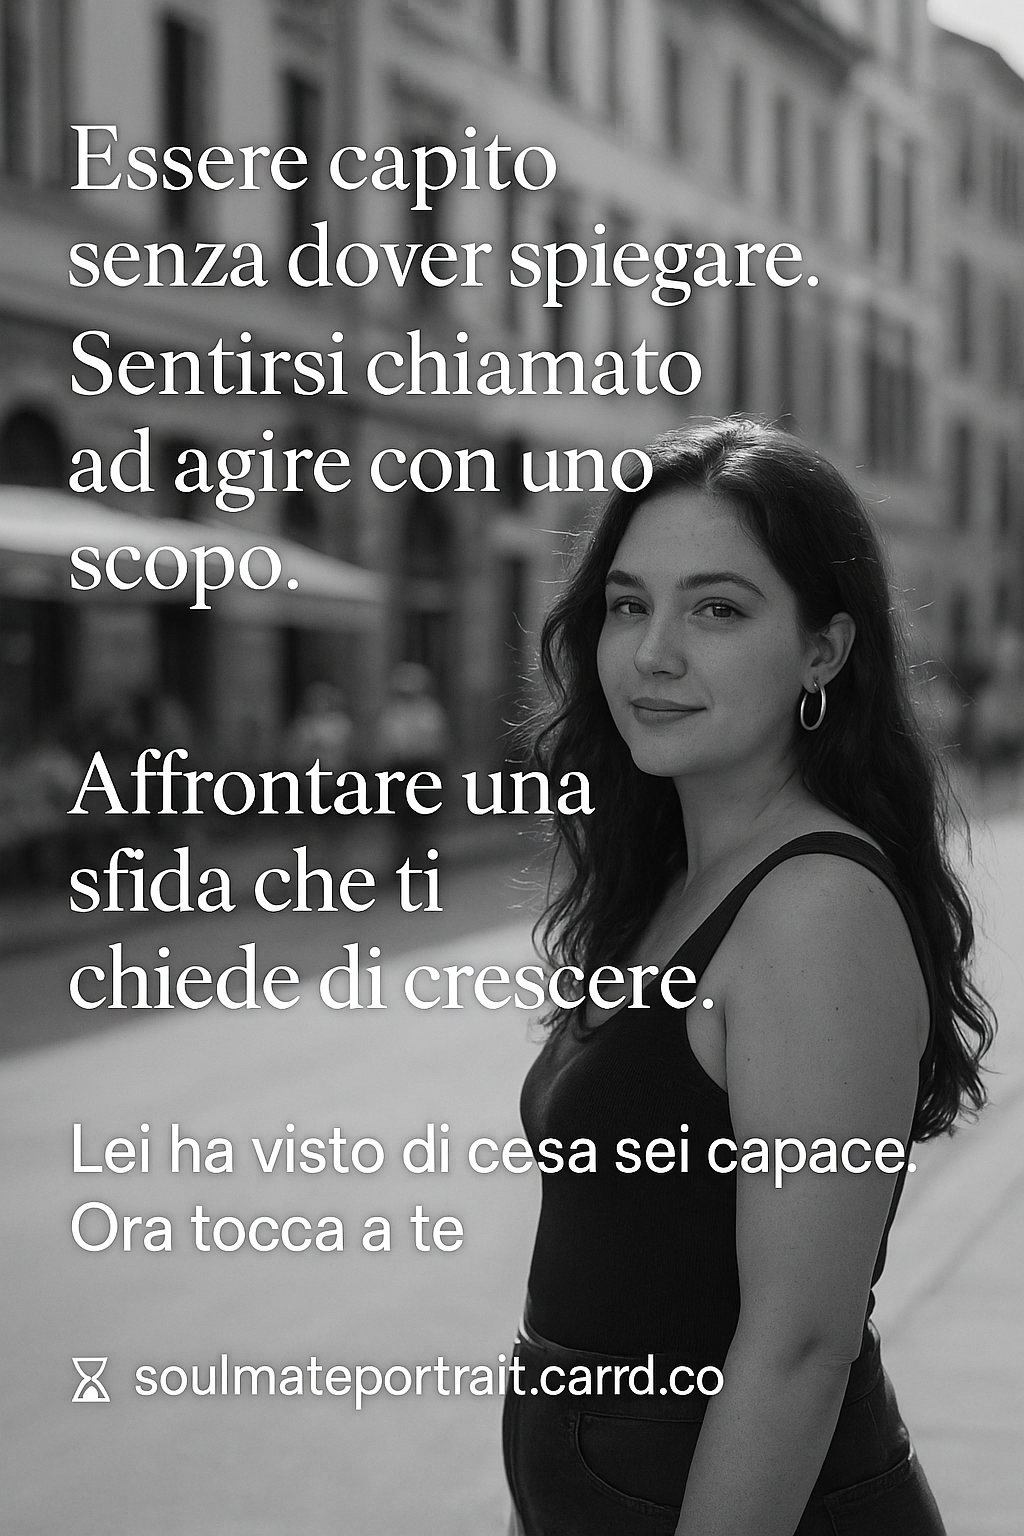 Essere capito
senza dover spiegare.
Sentirsi chiamato
ad agire con uno
scopo.
Affrontare una
sfida che ti
chiede di crescere.
Lei ha visto di cesa sei capace.
Ora tocca a te
soulmateportrait.carrd.co